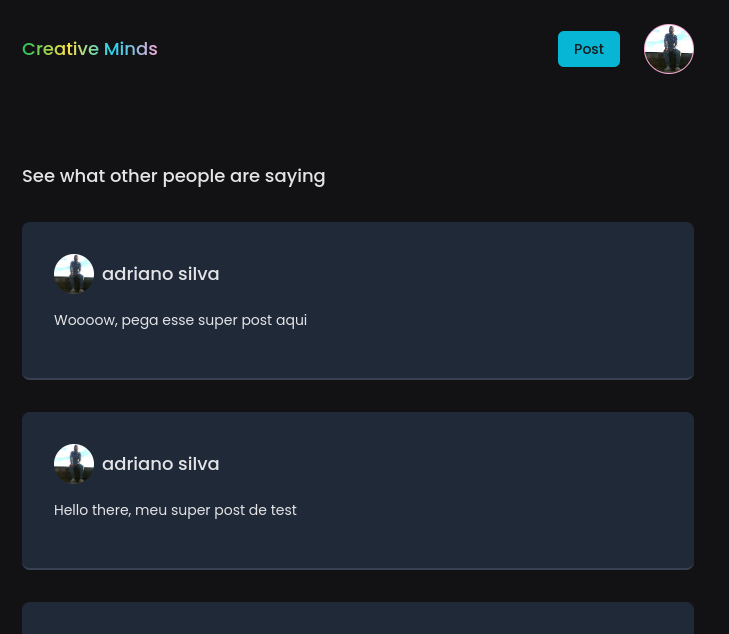 Creative Minds
Post
See what other people are saying
adriano silva
Woooow, pega esse super post aqui
adriano silva
Hello there, meu super post de test